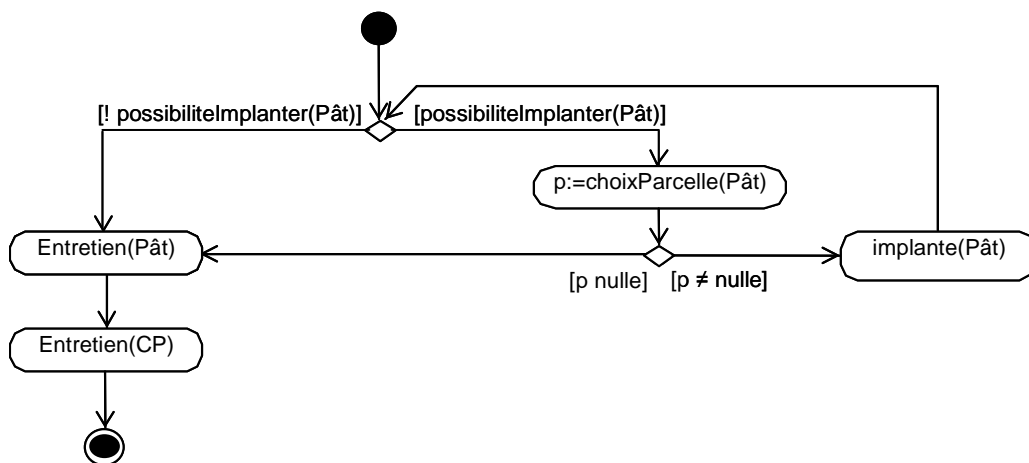 [! possibiliteImplanter(Pât)]
[possibiliteImplanter(Pât)]
p:=choixParcelle(Pât)
Entretien(Pât)
implante(Pât)
[p nulle]
[p ≠ nulle]
Entretien(CP)